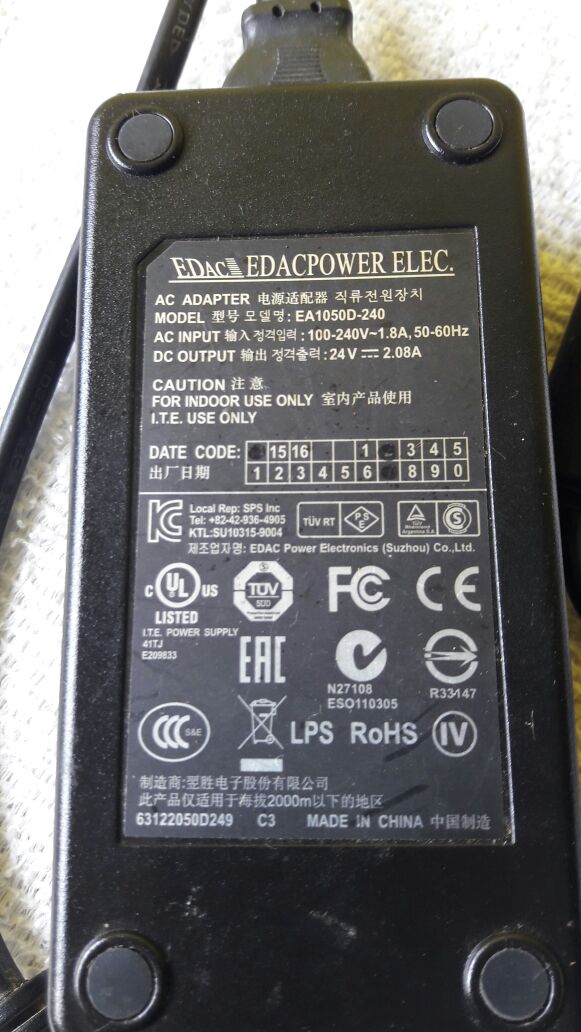 EDAC EDACPOWER ELEC.
AC ADAPTER 电源适配器 직류전원장치
MODEL 型号 모델명: EA1050D-240
AC INPUT 输入 정격입력: 100-240V~1.8A, 50-60Hz
DC OUTPUT 输出 정격출력: 24V ⎓ 2.08A
CAUTION 注意
FOR INDOOR USE ONLY 室内产品使用
I.T.E. USE ONLY
DATE CODE: 15 16 1 3 4 5
出厂日期 1 2 3 4 5 6 8 9 0
Local Rep: SPS Inc
Tel: +82-42-936-4905
KTL:SU10315-9004
TÜV RT PSE TÜV Rheinland Argentina S.A. S
제조업자명: EDAC Power Electronics (Suzhou) Co.,Ltd.
C UL US TÜV SÜD FC CE
LISTED
I.T.E. POWER SUPPLY
41TJ
E209833
EAC
N27108
ESO110305
R33147
CCC S&E LPS RoHS IV
制造商:翌胜电子股份有限公司
此产品仅适用于海拔2000m以下的地区
63122050D249 C3 MADE IN CHINA 中国制造